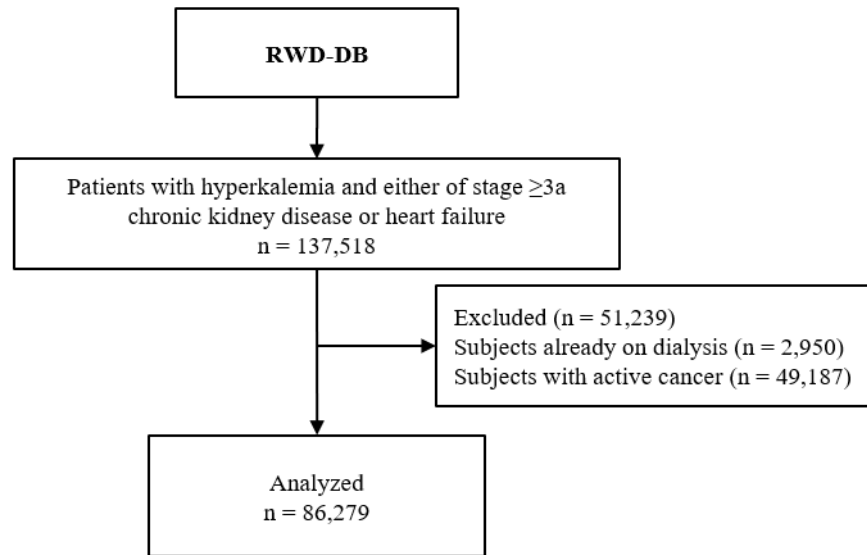 RWD-DB
Patients with hyperkalemia and either of stage ≥3a
chronic kidney disease or heart failure
n = 137,518
Excluded (n = 51,239)
Subjects already on dialysis (n = 2,950)
Subjects with active cancer (n = 49,187)
Analyzed
n = 86,279